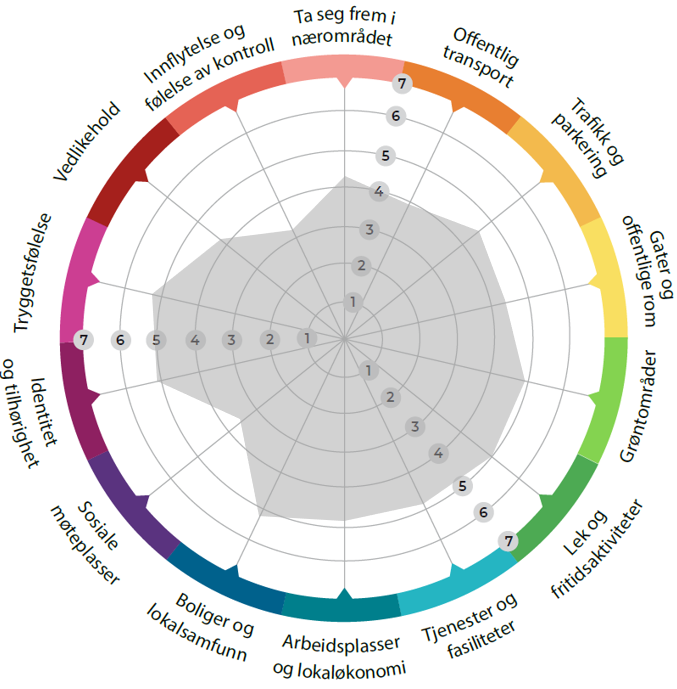 Ta seg frem i
nærområdet
Offentlig
transport
Trafikk og
parkering
Gater og
offentlige rom
Grøntområder
Lek og
fritidsaktiviteter
Tjenester og
fasiliteter
Arbeidsplasser
og lokaløkonomi
Boliger og
lokalsamfunn
Sosiale
møteplasser
Identitet
og tilhørighet
Tryggetsfølelse
Vedlikehold
Innflytelse og
følelse av kontroll
7
6
5
4
3
2
1
7 6 5 4 3 2 1
1
2
3
4
5
6
7